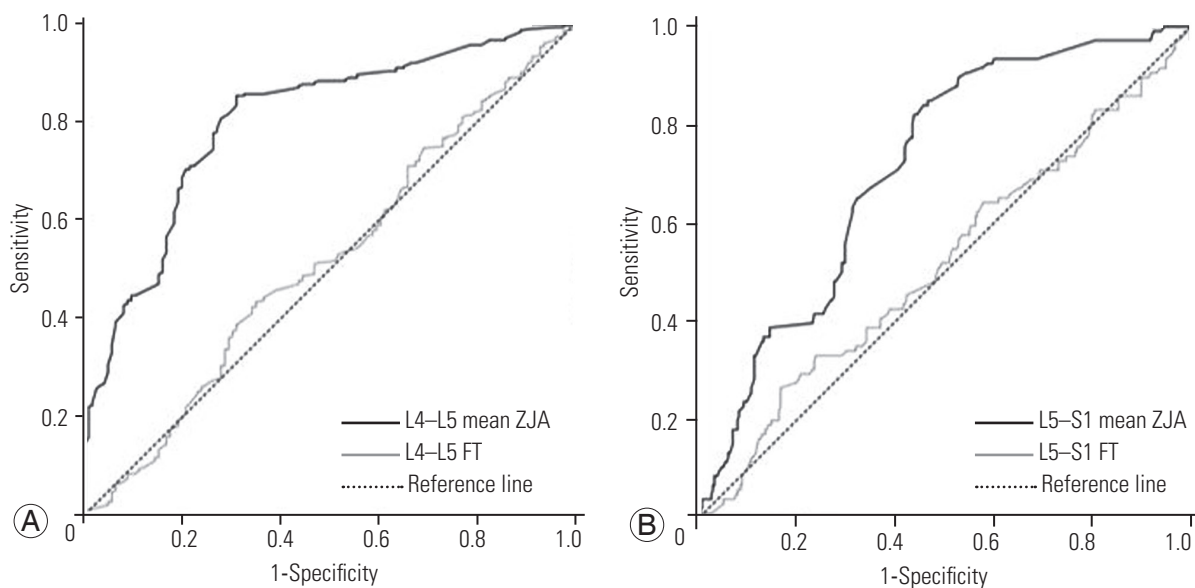 1.0
0.8
0.6
0.4
0.2
0
Sensitivity
0.2
0.4
0.6
0.8
1.0
1-Specificity
L4–L5 mean ZJA
L4–L5 FT
Reference line
A
1.0
0.8
0.6
0.4
0.2
0
Sensitivity
0.2
0.4
0.6
0.8
1.0
1-Specificity
L5–S1 mean ZJA
L5–S1 FT
Reference line
B